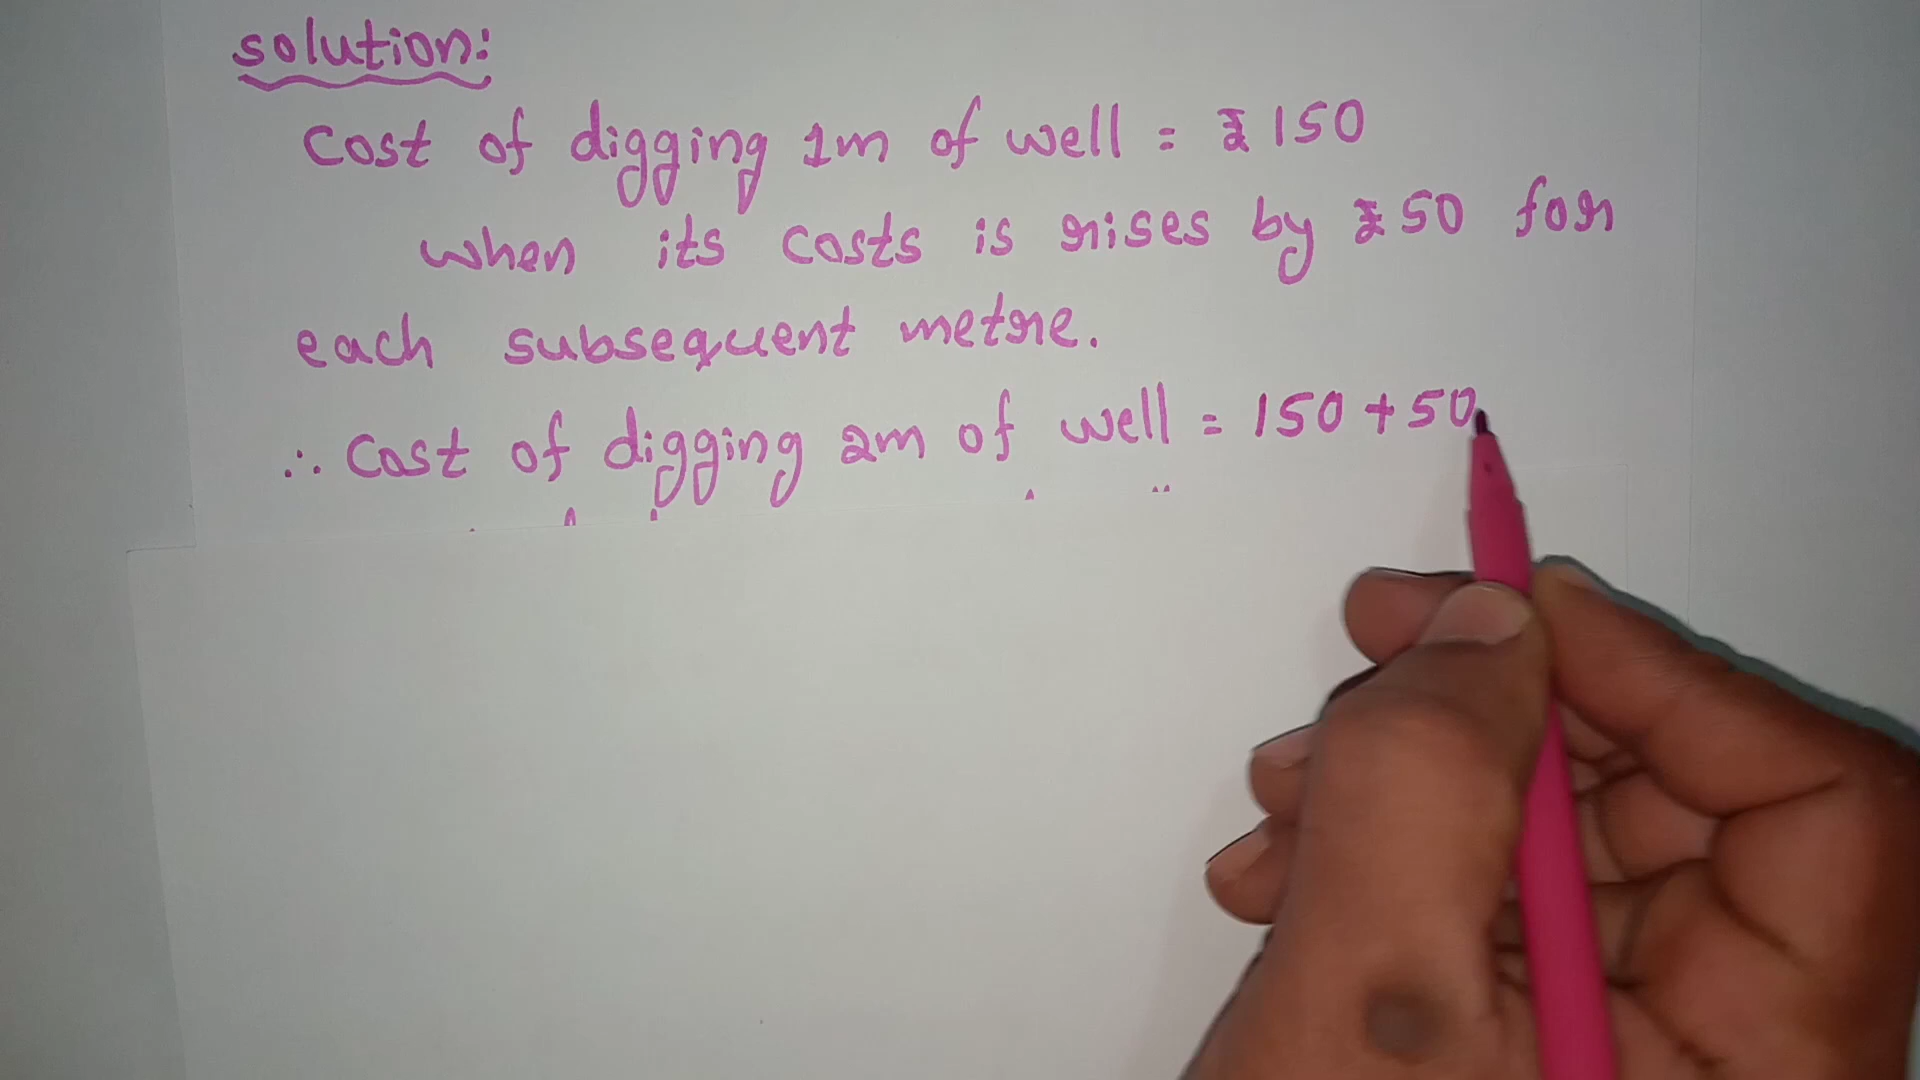 solution:
Cost of digging 1m of well = ₹150
when its costs is rises by ₹50 for
each subsequent metre.
∴ Cost of digging 2m of well = 150 + 50